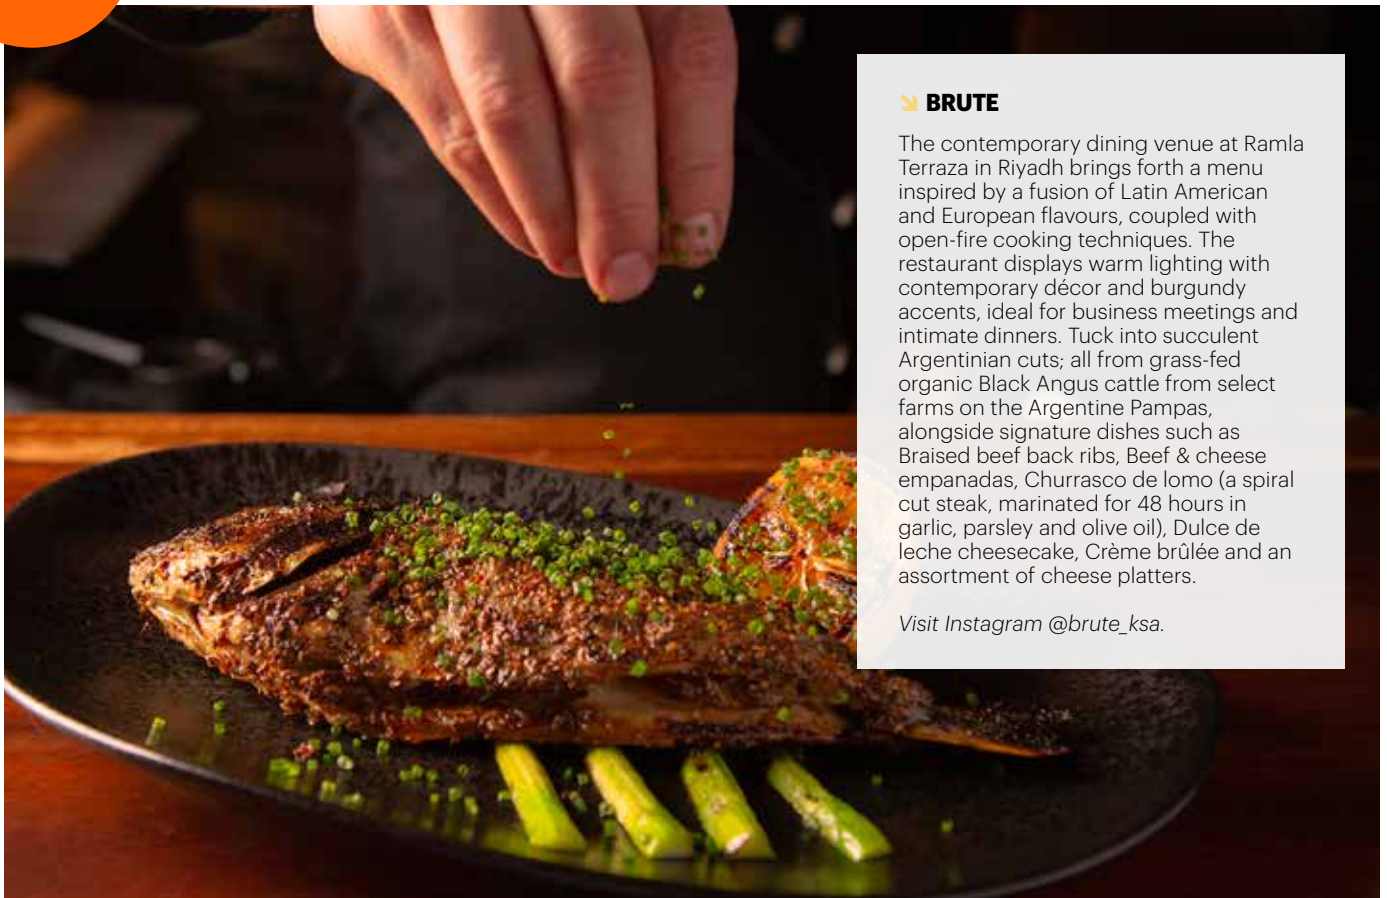 BRUTE
The contemporary dining venue at Ramla
Terraza in Riyadh brings forth a menu
inspired by a fusion of Latin American
and European flavours, coupled with
open-fire cooking techniques. The
restaurant displays warm lighting with
contemporary décor and burgundy
accents, ideal for business meetings and
intimate dinners. Tuck into succulent
Argentinian cuts; all from grass-fed
organic Black Angus cattle from select
farms on the Argentine Pampas,
alongside signature dishes such as
Braised beef back ribs, Beef & cheese
empanadas, Churrasco de lomo (a spiral
cut steak, marinated for 48 hours in
garlic, parsley and olive oil), Dulce de
leche cheesecake, Crème brûlée and an
assortment of cheese platters.
Visit Instagram @brute_ksa.